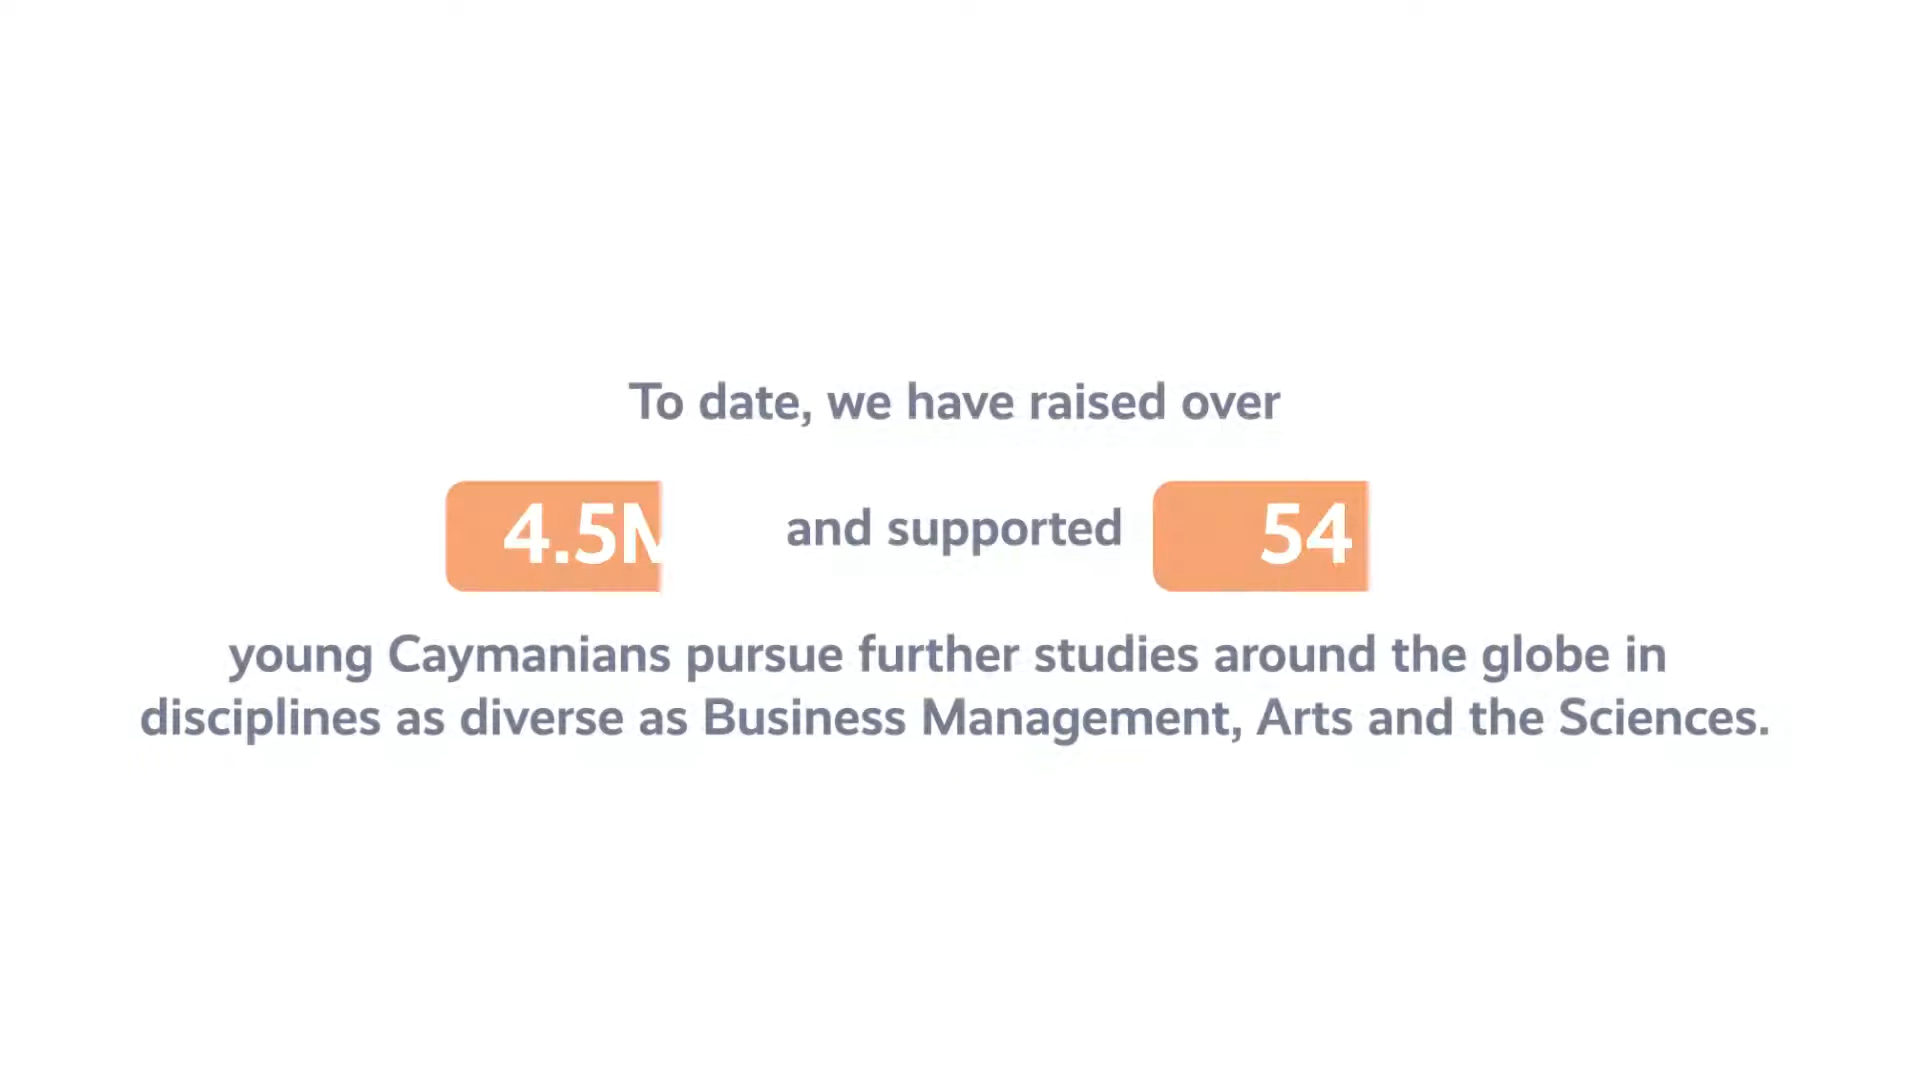 To date, we have raised over
4.5M and supported 54
young Caymanians pursue further studies around the globe in
disciplines as diverse as Business Management, Arts and the Sciences.